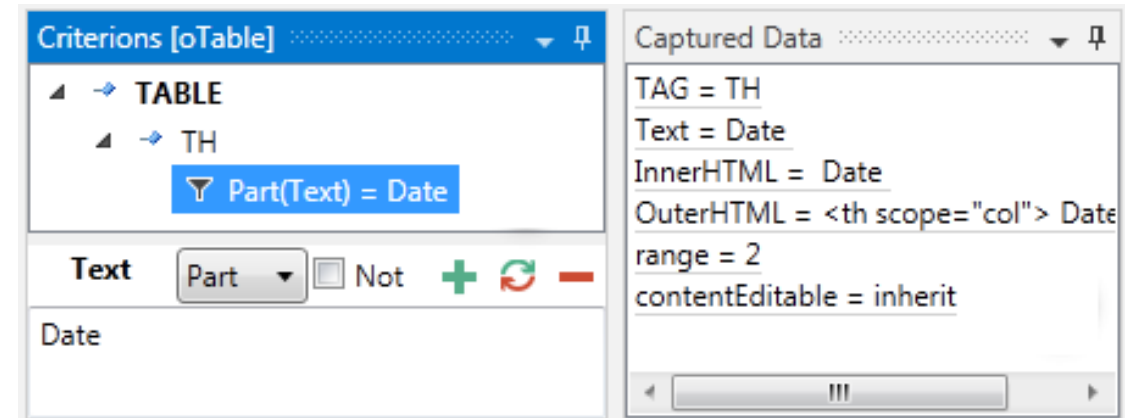 Criterions [oTable]
TABLE
TH
Part(Text) = Date
Text Part Not
Date
Captured Data
TAG = TH
Text = Date
InnerHTML = Date
OuterHTML = <th scope="col"> Date
range = 2
contentEditable = inherit